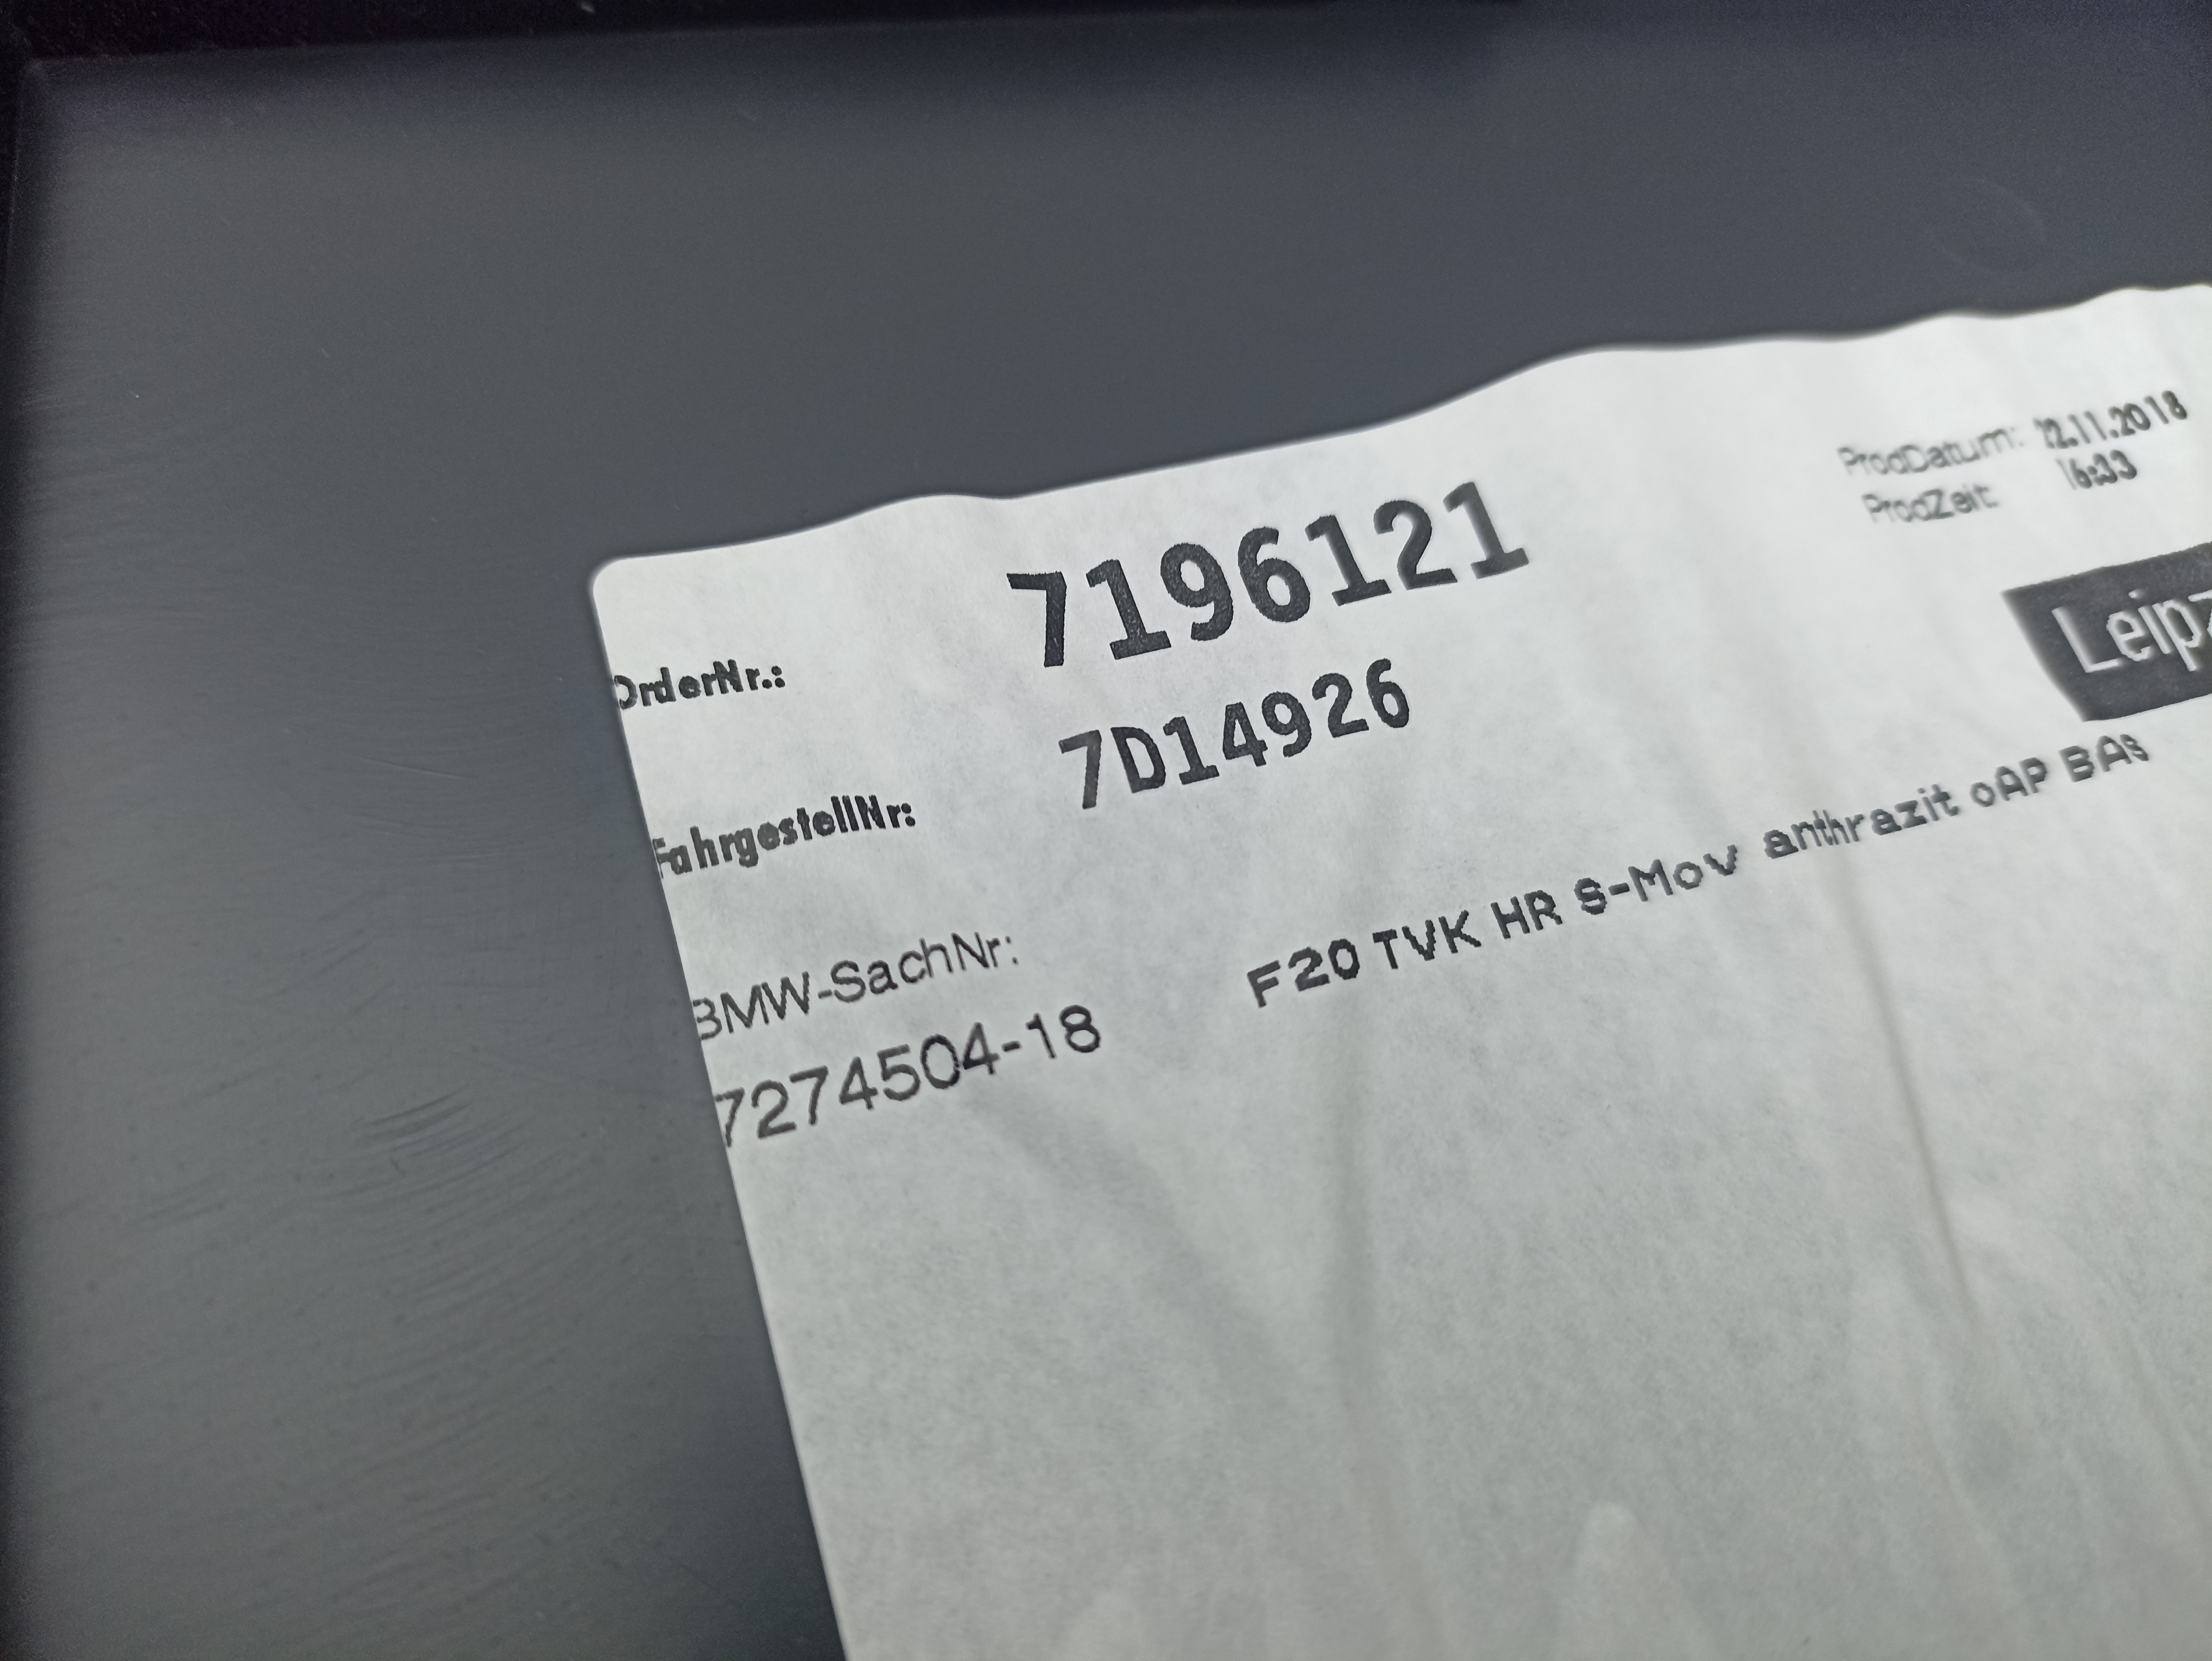 OrderNr.: 7196121
ProdDatum: 22.11.2018
ProdZeit: 16:33
Leipz
FahrgestellNr: 7D14926
BMW-SachNr:
7274504-18 F20 TVK HR S-Mov anthrazit oAP BAs